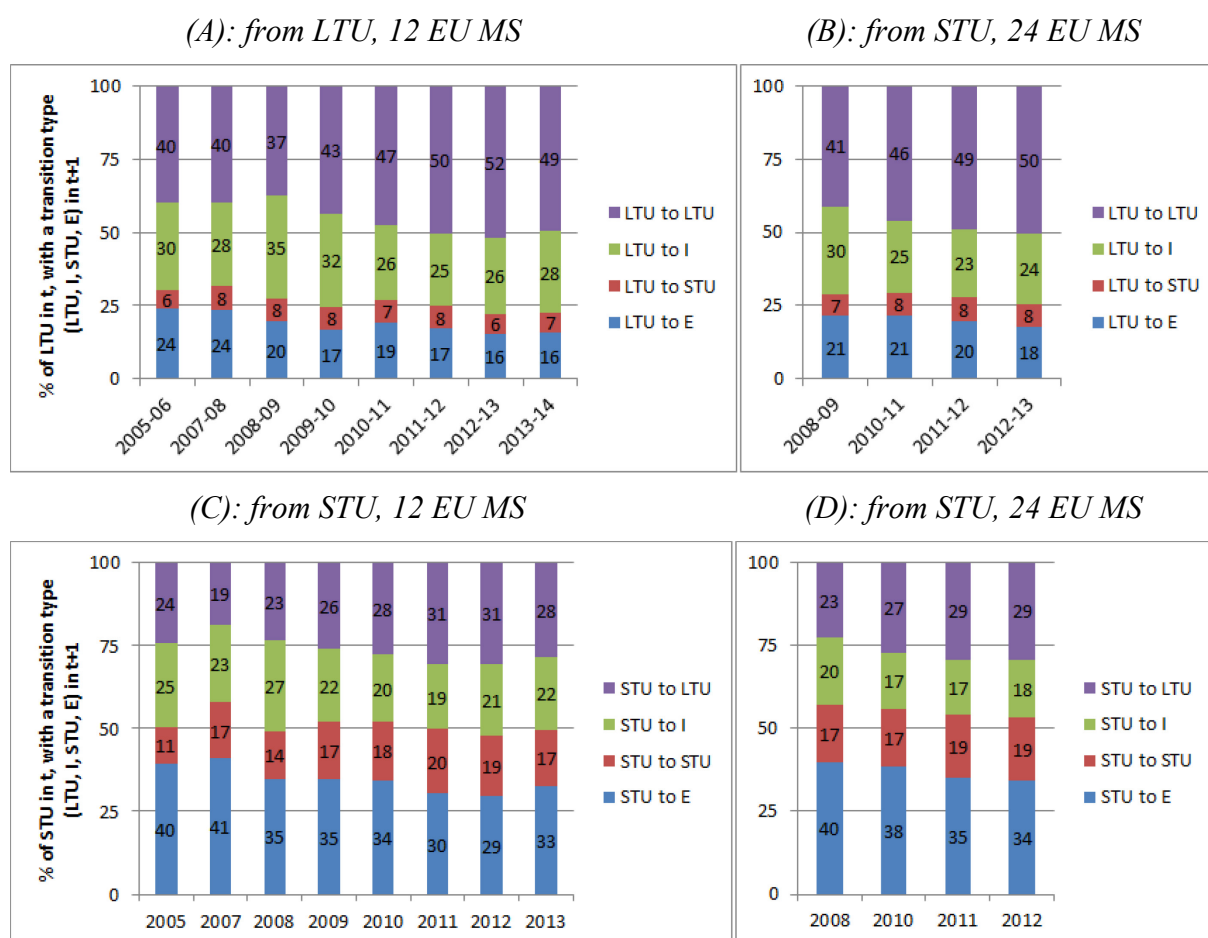 (A): from LTU, 12 EU MS
% of LTU in t, with a transition type
(LTU, I, STU, E) in t+1
100
75
50
25
0
40 40 37 43 47 50 52 49
30 28 35 32 26 25 26 28
6 8 8 8 7 8 6 7
24 24 20 17 19 17 16 16
2005-06 2007-08 2008-09 2009-10 2010-11 2011-12 2012-13 2013-14
LTU to LTU
LTU to I
LTU to STU
LTU to E
(B): from STU, 24 EU MS
100
75
50
25
0
41 46 49 50
30 25 23 24
7 8 8 8
21 21 20 18
2008-09 2010-11 2011-12 2012-13
LTU to LTU
LTU to I
LTU to STU
LTU to E
(C): from STU, 12 EU MS
% of STU in t, with a transition type
(LTU, I, STU, E) in t+1
100
75
50
25
0
24 19 23 26 28 31 31 28
25 23 27 22 20 19 21 22
11 17 14 17 18 20 19 17
40 41 35 35 34 30 29 33
2005 2007 2008 2009 2010 2011 2012 2013
STU to LTU
STU to I
STU to STU
STU to E
(D): from STU, 24 EU MS
100
75
50
25
0
23 27 29 29
20 17 17 18
17 17 19 19
40 38 35 34
2008 2010 2011 2012
STU to LTU
STU to I
STU to STU
STU to E